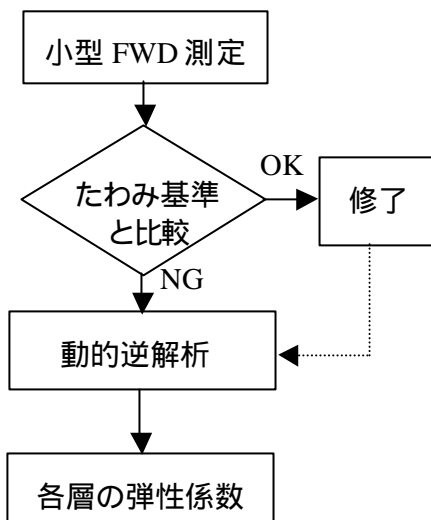 小型 FWD 測定
たわみ基準
と比較
OK
修了
NG
動的逆解析
各層の弾性係数